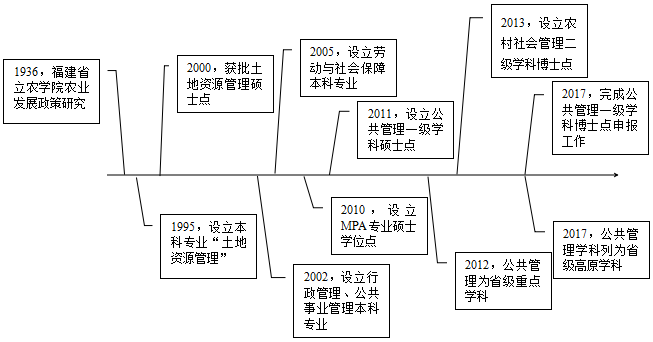 1936，福建省
立农学院农业
发展政策研究
1995，设立本
科专业“土地
资源管理”
2000，获批土
地资源管理硕
士点
2002，设立行
政管理、公共
事业管理本科
专业
2005，设立劳
动与社会保障
本科专业
2010，设立
MPA专业硕士
学位点
2011，设立公
共管理一级学
科硕士点
2012，公共管
理为省级重点
学科
2013，设立农
村社会管理二
级学科博士点
2017，完成公
共管理一级学
科博士点申报
工作
2017，公共管
理学科列为省
级高原学科